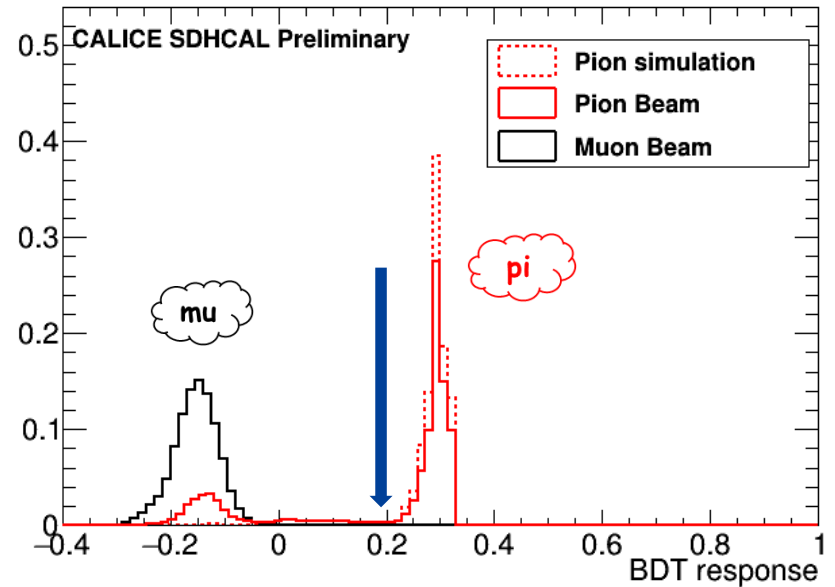 CALICE SDHCAL Preliminary
Pion simulation
Pion Beam
Muon Beam
mu
pi
0.5
0.4
0.3
0.2
0.1
0
−0.4
−0.2
0
0.2
0.4
0.6
0.8
1
BDT response